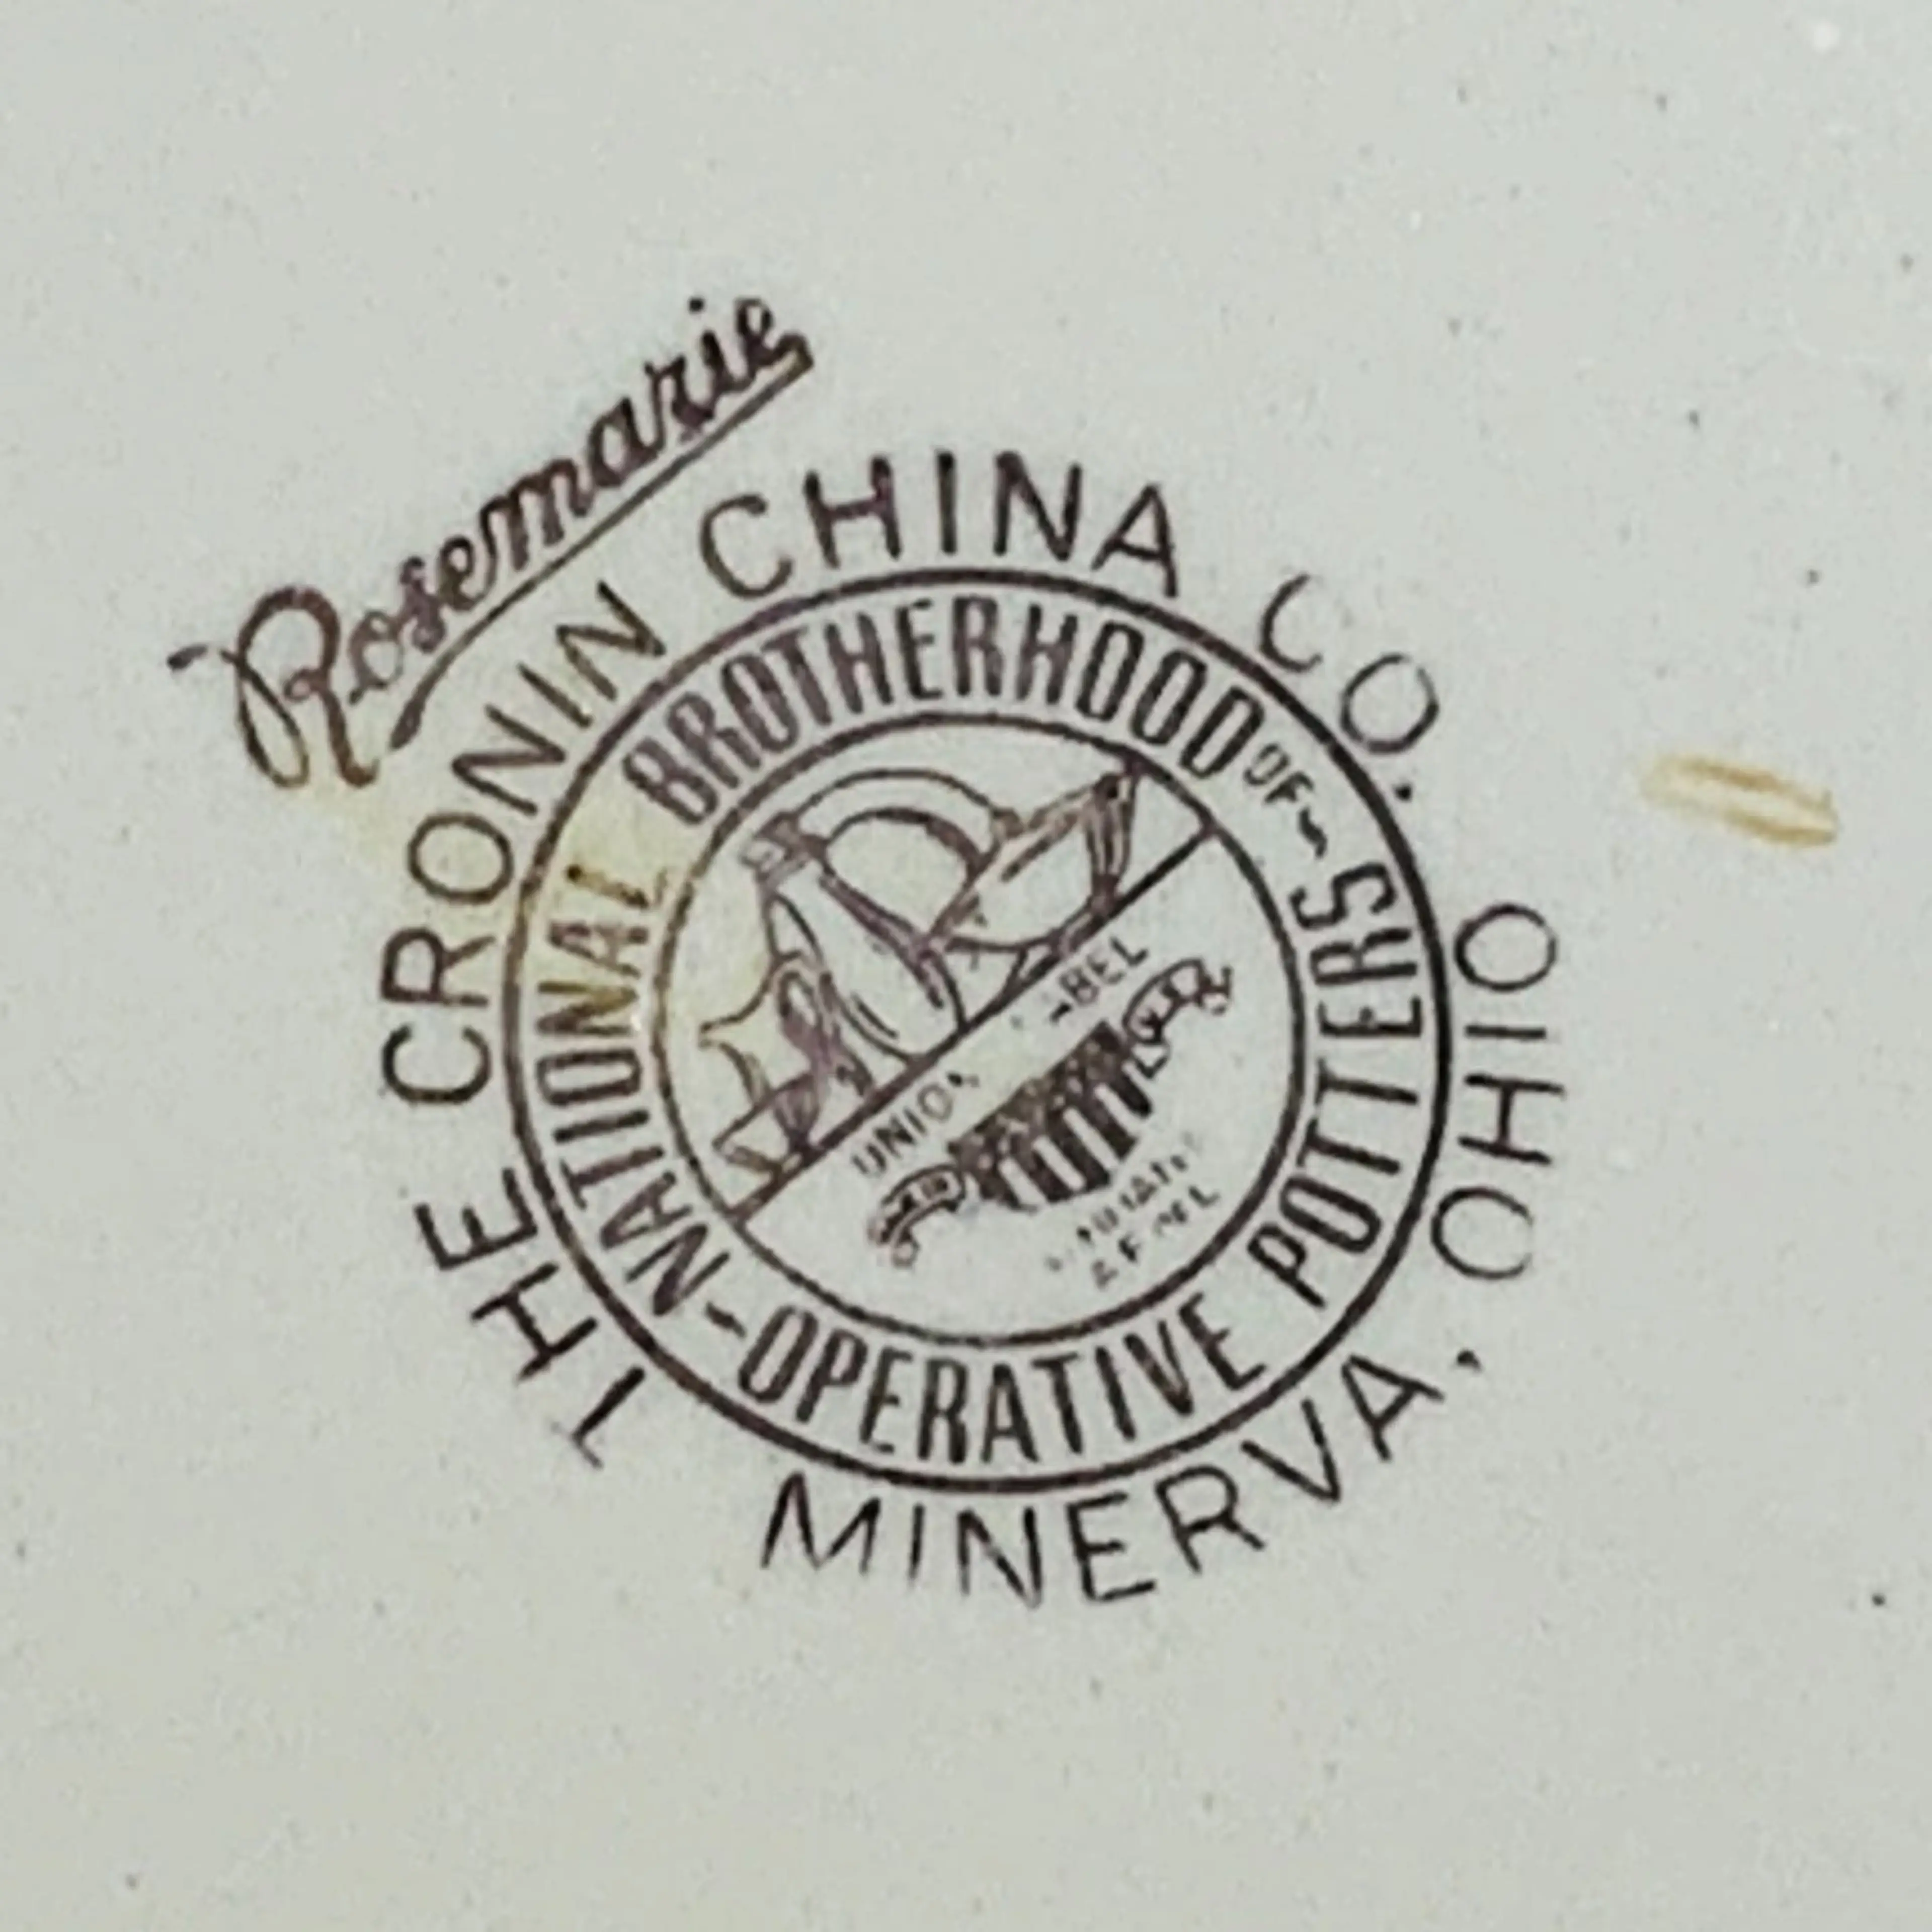 Rosemarie
THE CRONIN CHINA CO.
MINERVA, OHIO
NATIONAL BROTHERHOOD OF
OPERATIVE POTTERS
UNION